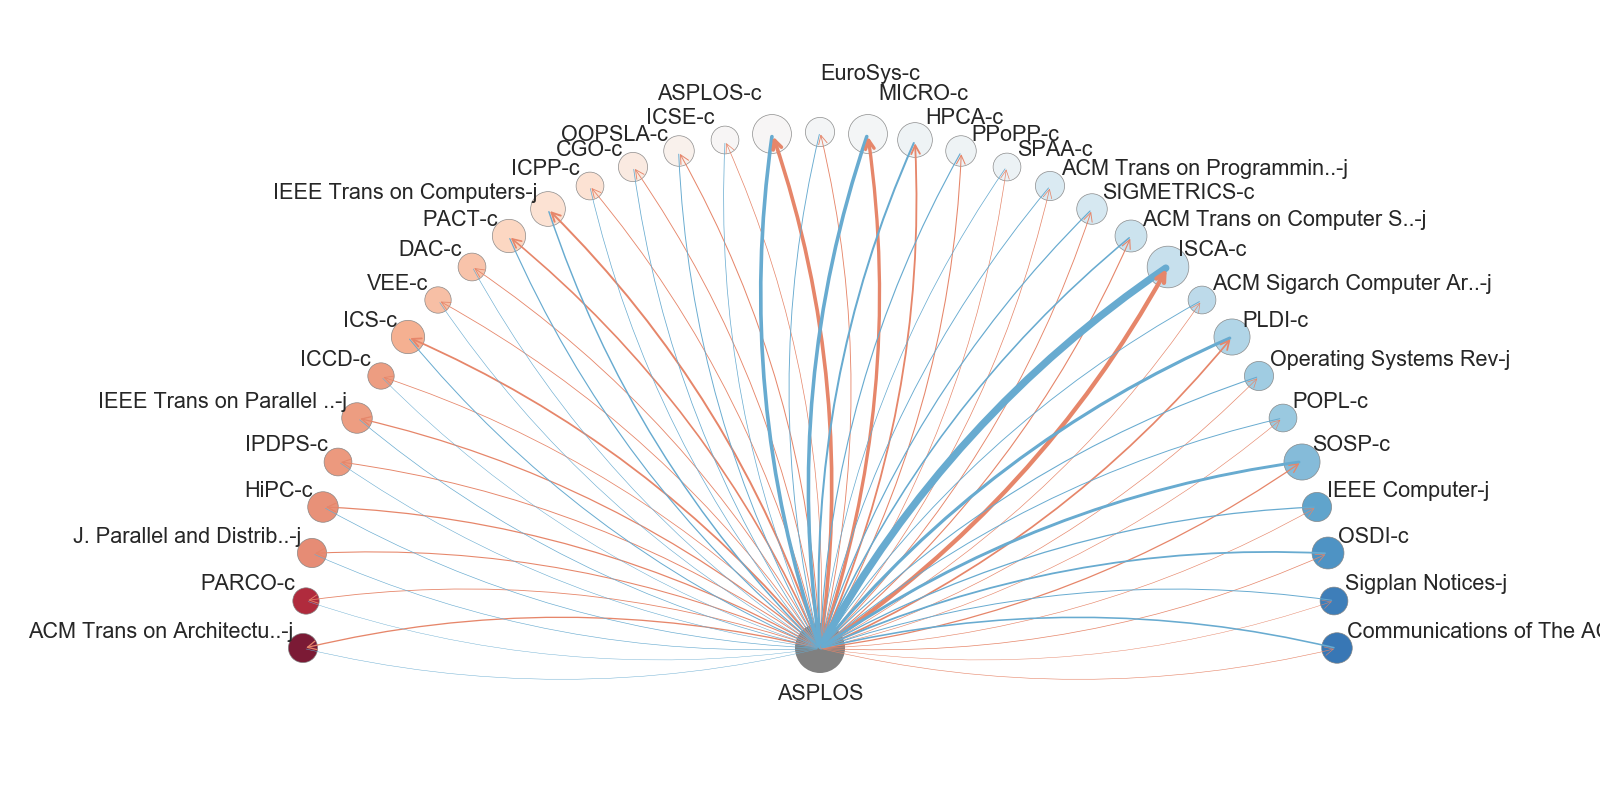 EuroSys-c
ASPLOS-c
MICRO-c
ICSE-c
HPCA-c
OOPSLA-c
PPoPP-c
CGO-c
SPAA-c
ICPP-c
ACM Trans on Programmin..-j
IEEE Trans on Computers-j
SIGMETRICS-c
PACT-c
ACM Trans on Computer S..-j
DAC-c
ISCA-c
VEE-c
ACM Sigarch Computer Ar..-j
ICS-c
PLDI-c
ICCD-c
Operating Systems Rev-j
IEEE Trans on Parallel ..-j
POPL-c
IPDPS-c
SOSP-c
HiPC-c
IEEE Computer-j
J. Parallel and Distrib..-j
OSDI-c
PARCO-c
Sigplan Notices-j
ACM Trans on Architectu..-j
Communications of The AC
ASPLOS